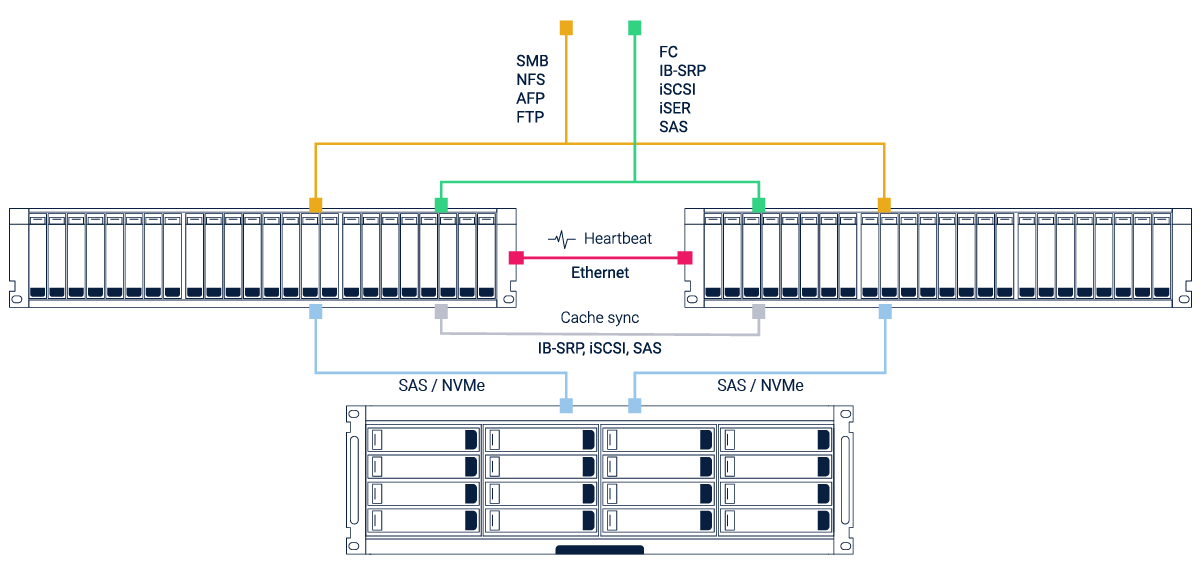 SMB
NFS
AFP
FTP
FC
IB-SRP
iSCSI
iSER
SAS
Heartbeat
Ethernet
Cache sync
IB-SRP, iSCSI, SAS
SAS / NVMe
SAS / NVMe